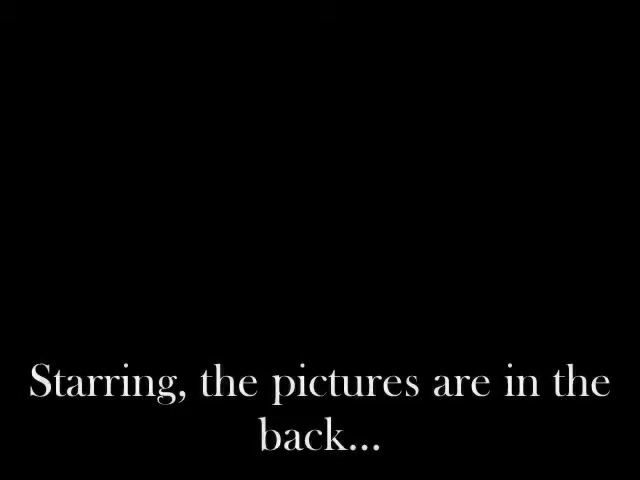 Starring, the pictures are in the
back...